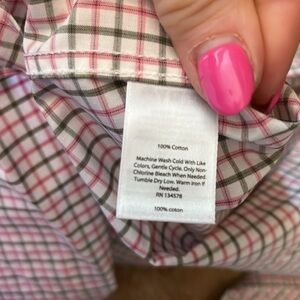 100% Cotton
Machine Wash Cold With Like
Colors, Gentle Cycle. Only Non-
Chlorine Bleach When Needed.
Tumble Dry Low. Warm Iron If
Needed.
RN 134578
100% coton